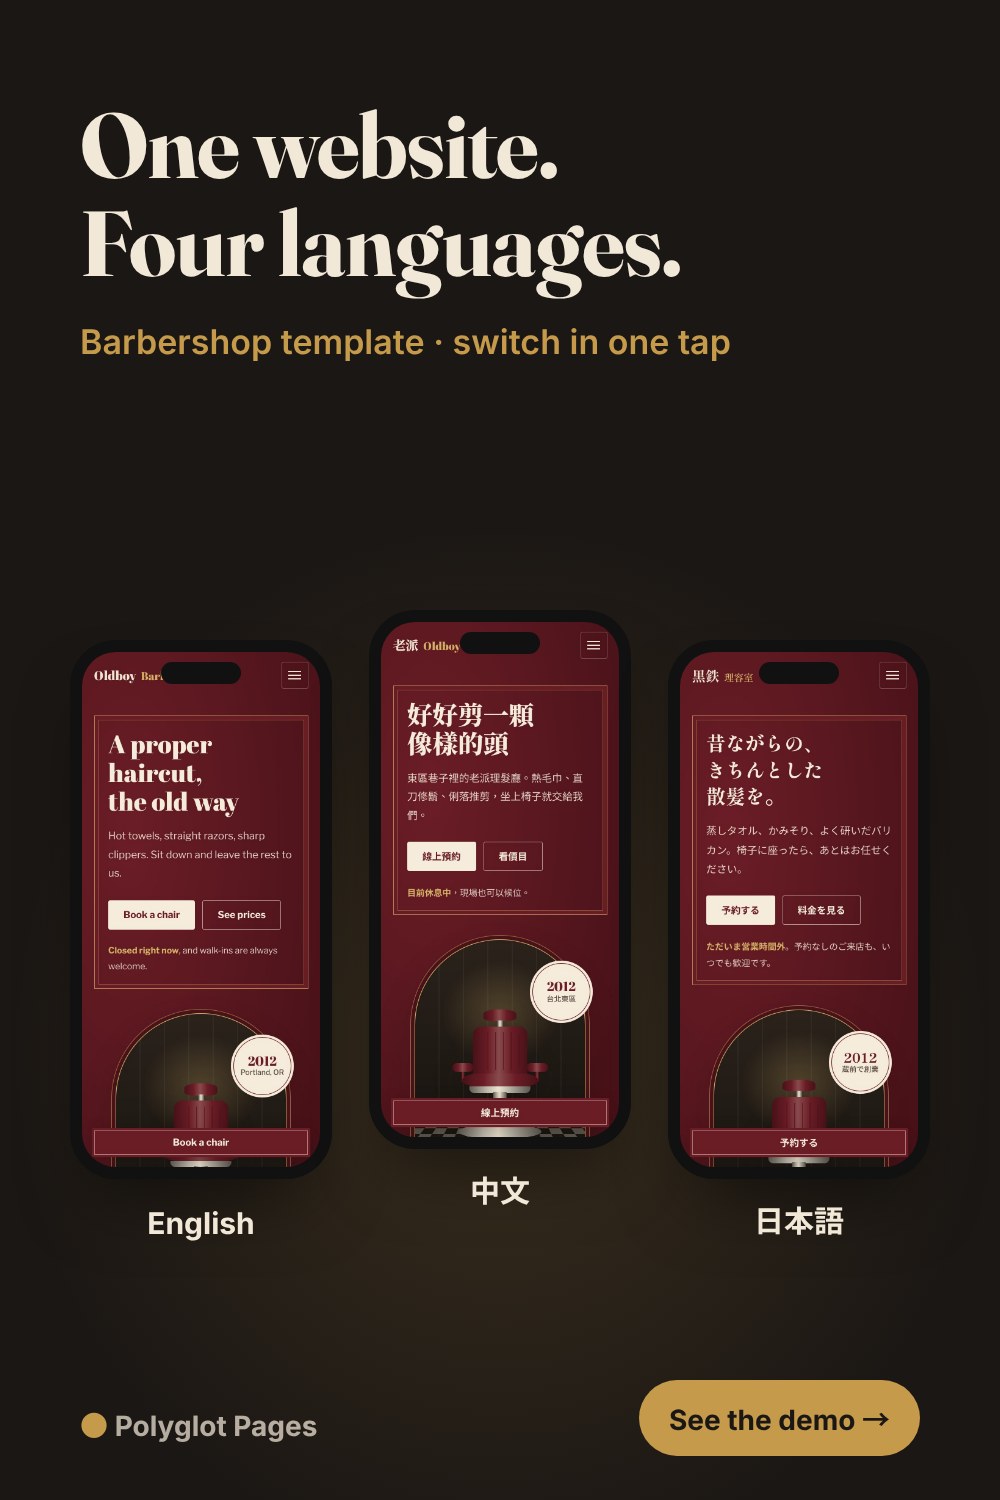 One website.
Four languages.
Barbershop template · switch in one tap
Oldboy
A proper
haircut,
the old way
Hot towels, straight razors, sharp
clippers. Sit down and leave the rest to
us.
Book a chair
See prices
Closed right now, and walk-ins are always
welcome.
2012
Portland, OR
Book a chair
English
老派 Oldboy
好好剪一顆
像樣的頭
東區巷子裡的老派理髮廳。熱毛巾、直
刀修鬍、俐落推剪，坐上椅子就交給我
們。
線上預約
看價目
目前休息中，現場也可以候位。
2012
台北東區
線上預約
中文
黒鉄 理容室
昔ながらの、
きちんとした
散髪を。
蒸しタオル、かみそり、よく研いだバリ
カン。椅子に座ったら、あとはお任せく
ださい。
予約する
料金を見る
ただいま営業時間外。予約なしのご来店も、い
つでも歓迎です。
2012
蔵前で創業
予約する
日本語
Polyglot Pages
See the demo →